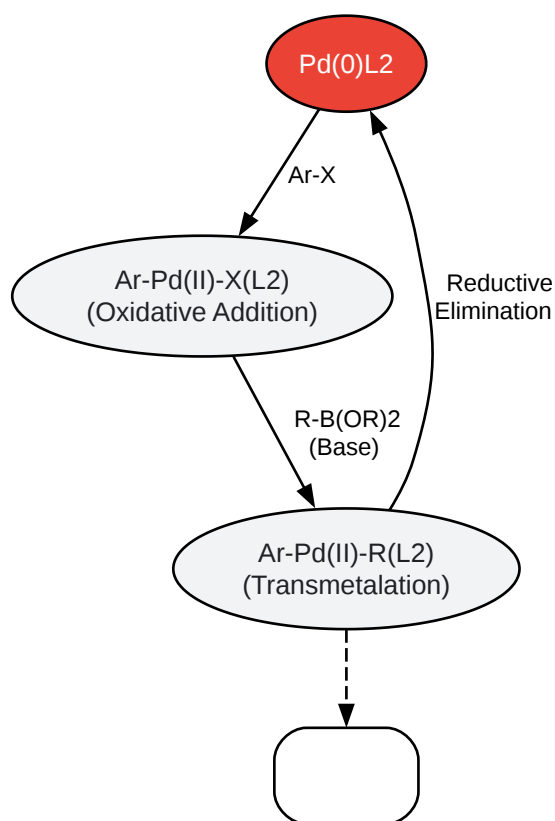 Pd(0)L2
Ar-X
Ar-Pd(II)-X(L2)
(Oxidative Addition)
Reductive
Elimination
R-B(OR)2
(Base)
Ar-Pd(II)-R(L2)
(Transmetalation)